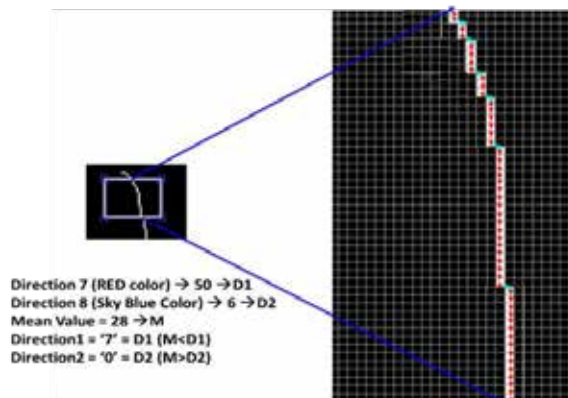 Direction 7 (RED color) → 50 →D1
Direction 8 (Sky Blue Color) → 6 →D2
Mean Value = 28 →M
Direction1 = ‘7’ = D1 (M<D1)
Direction2 = ‘0’ = D2 (M>D2)